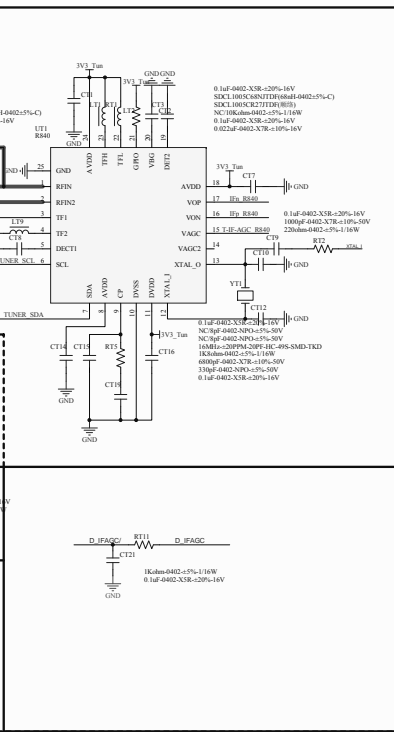 3V3_Tun
GND GND
CT1
LT1
RT1
3V3_Tun
LT2
CT3
CT2
0.1uF-0402-X5R-±20%-16V
SDCL1005C68NJTDF(68nH-0402±5%-C)
NC/10Kohm-0402-±5%-1/16W
0.1uF-0402-X5R-±20%-16V
0.022uF-0402-X7R-±10%-16V
H-0402±5%-C)
-16V
UT1
R840
GND
24
23
22
21
20
19
AVDD
TFH
TFL
GPIO
VBG
DET2
GND
25
GND
1
RFIN
2
RFIN2
3
TF1
LT9
4
TF2
CT8
5
DECT1
TUNER_SCL
6
SCL
3V3_Tun
CT7
AVDD
18
GND
VOP
17
IFn_R840
VON
16
IFp_R840
VAGC
15
T-IF-AGC_R840
VAGC2
14
XTAL_O
13
CT9
CT10
GND
0.1uF-0402-X5R-±20%-16V
1000pF-0402-X7R-±10%-50V
220ohm-0402-±5%-1/16W
RT2
XTAL_I
YT1
CT12
GND
SDA
AVDD
CP
DVSS
DVDD
XTAL_I
TUNER_SDA
7
8
9
10
11
12
0.1uF-0402-X5R-±20%-16V
NC/8pF-0402-NPO-±5%-50V
NC/8pF-0402-NPO-±5%-50V
16MHz-±20PPM-20PF-HC-49S-SMD-TKD
1K8ohm-0402-±5%-1/16W
6800pF-0402-X7R-±10%-50V
330pF-0402-NPO-±5%-50V
0.1uF-0402-X5R-±20%-16V
3V3_Tun
CT14
CT15
RT5
CT16
CT19
GND
GND
D_IFAGC/
RT11
D_IFAGC
CT21
1Kohm-0402-±5%-1/16W
0.1uF-0402-X5R-±20%-16V
GND